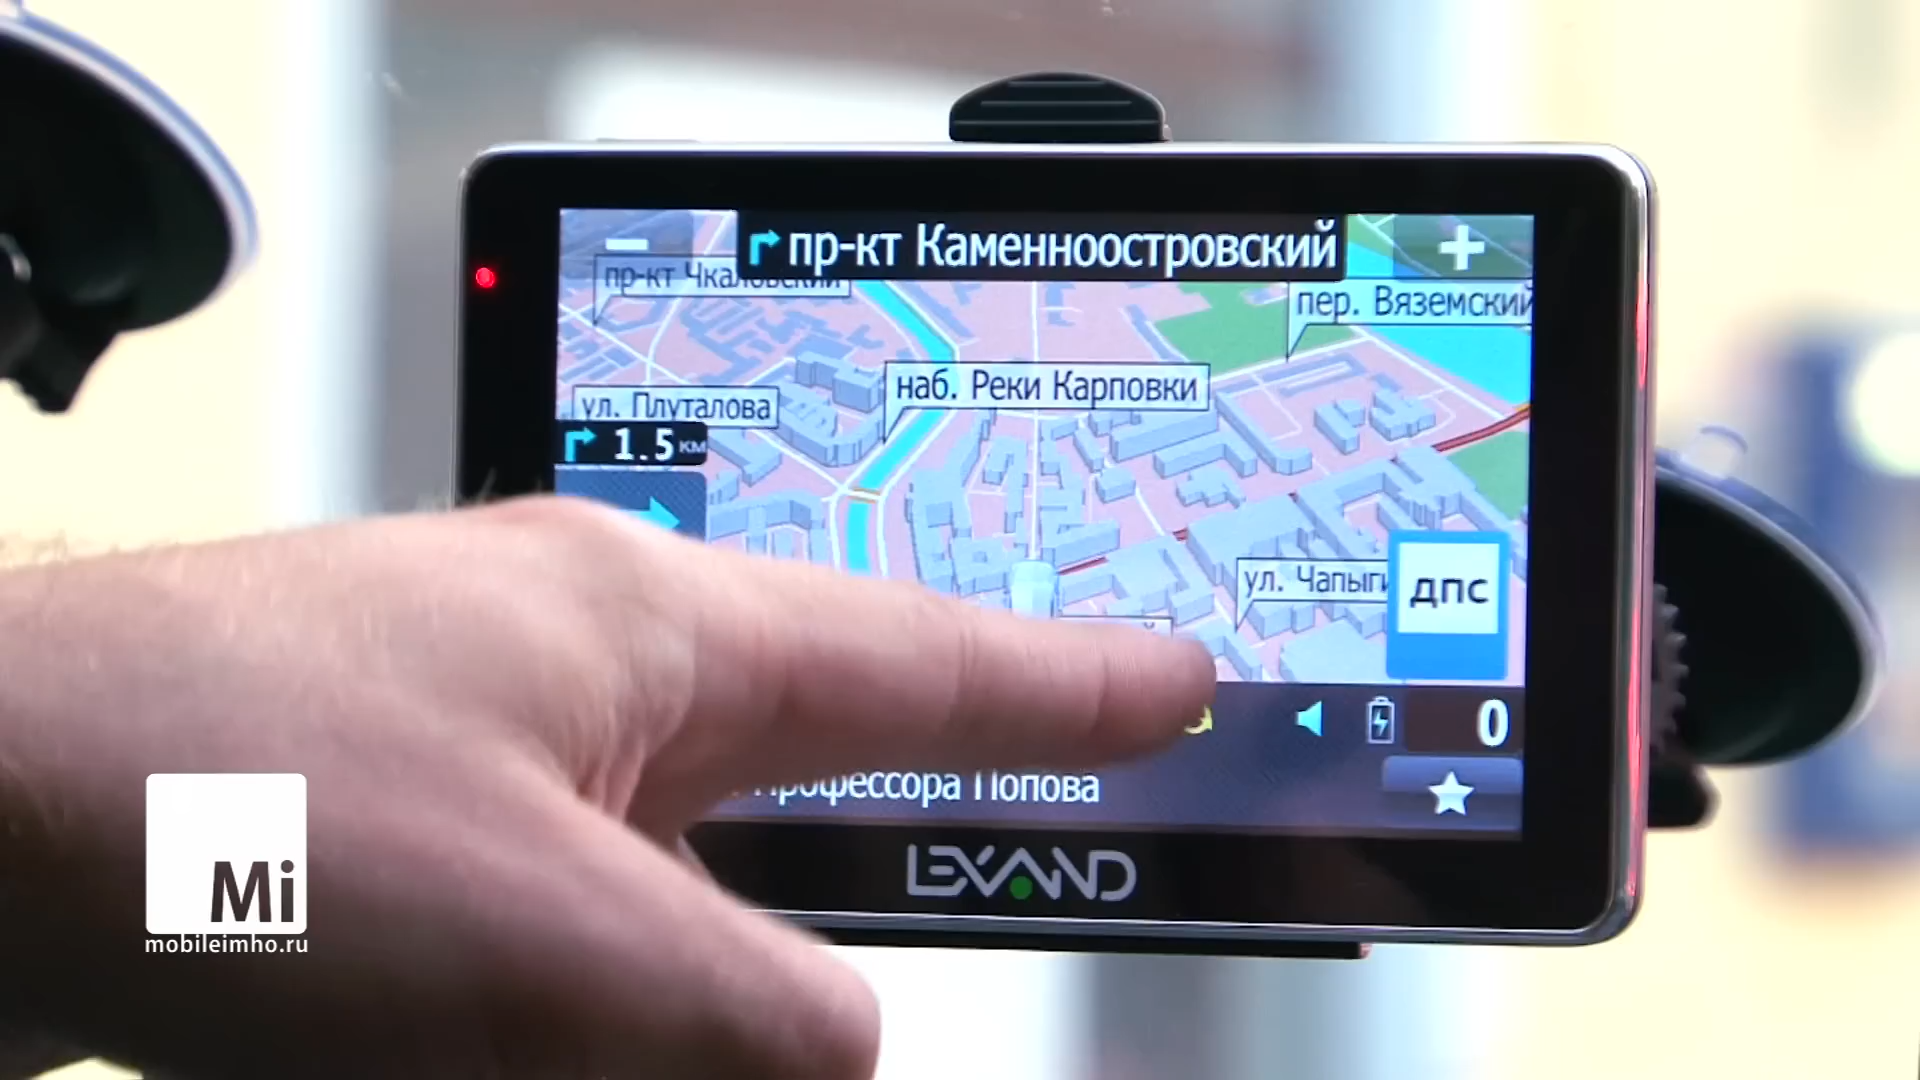 пр-кт Каменноостровский
пр-кт Чкаловский
пер. Вяземский
наб. Реки Карповки
ул. Плуталова
1.5 км
ул. Чапыги
ДПС
0
Профессора Попова
LEXAND
Mi
mobileimho.ru